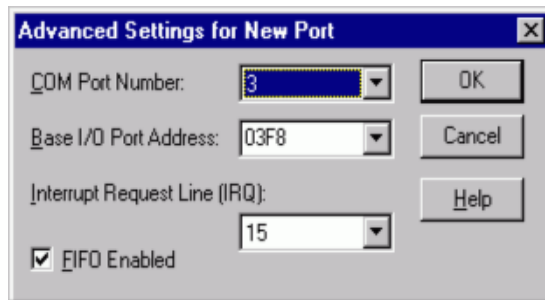 Advanced Settings for New Port
COM Port Number: 3 OK
Base I/O Port Address: 03F8 Cancel
Interrupt Request Line (IRQ): Help
15
FIFO Enabled